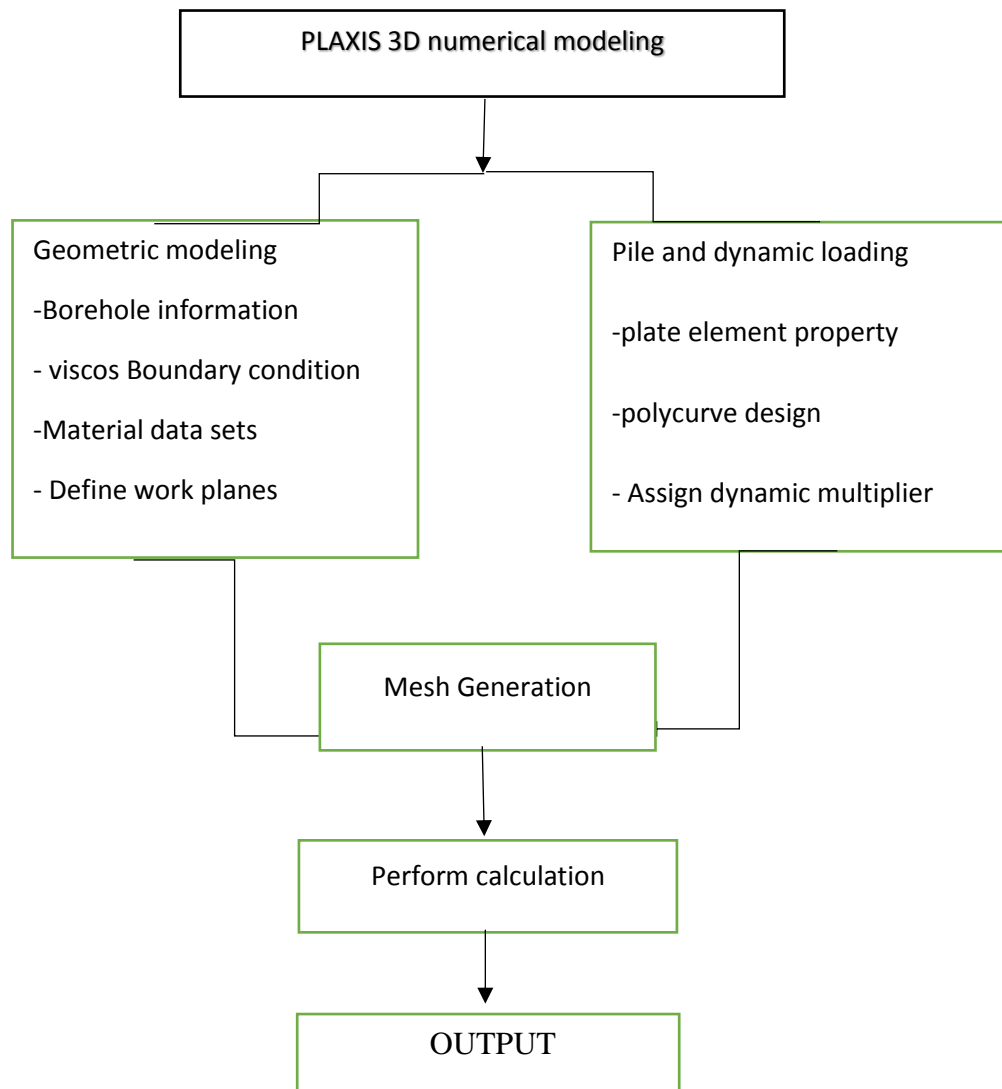 PLAXIS 3D numerical modeling
Geometric modeling
-Borehole information
- viscos Boundary condition
-Material data sets
- Define work planes
Pile and dynamic loading
-plate element property
-polycurve design
- Assign dynamic multiplier
Mesh Generation
Perform calculation
OUTPUT